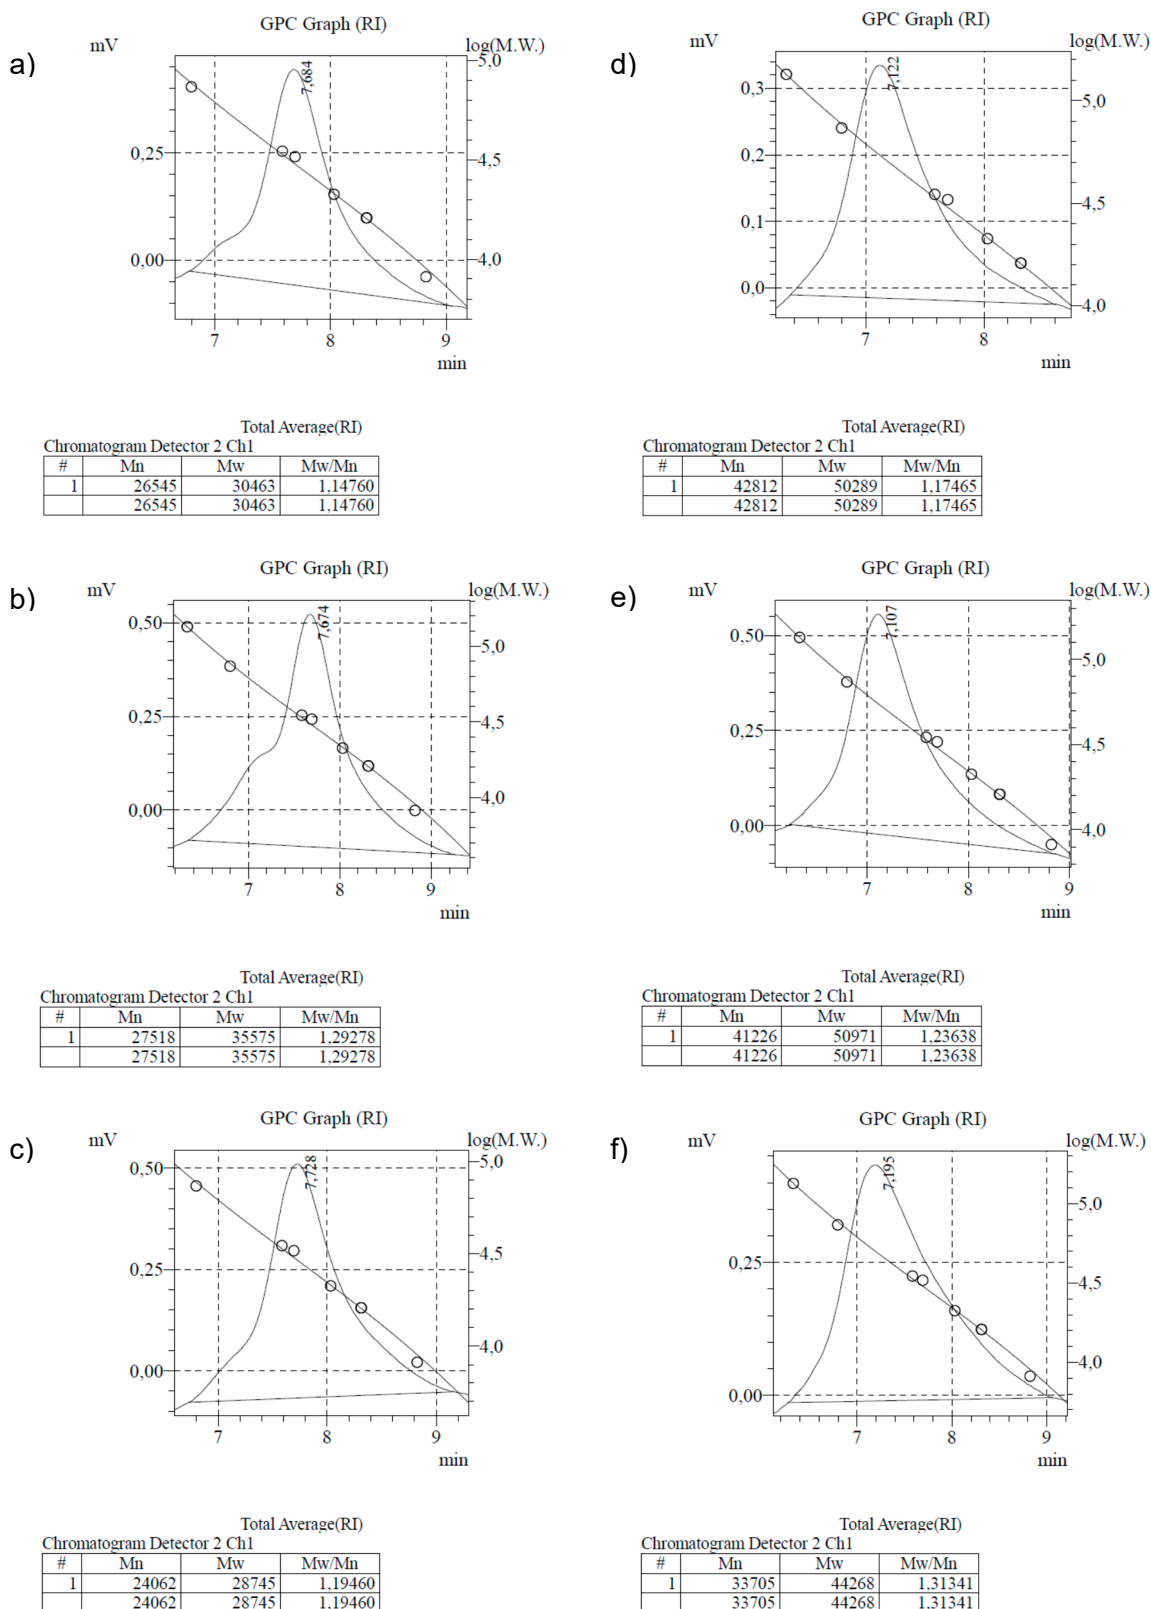 a)
GPC Graph (RI)
mV
log(M.W.)
7,684
5,0
4,5
4,0
0,25
0,00
7 8 9
min
Total Average(RI)
Chromatogram Detector 2 Ch1
# Mn Mw Mw/Mn
1 26545 30463 1,14760
26545 30463 1,14760
d)
GPC Graph (RI)
mV
log(M.W.)
7,122
5,0
4,5
4,0
0,3
0,2
0,1
0,0
7 8
min
Total Average(RI)
Chromatogram Detector 2 Ch1
# Mn Mw Mw/Mn
1 42812 50289 1,17465
42812 50289 1,17465
b)
GPC Graph (RI)
mV
log(M.W.)
7,674
5,0
4,5
4,0
0,50
0,25
0,00
7 8 9
min
Total Average(RI)
Chromatogram Detector 2 Ch1
# Mn Mw Mw/Mn
1 27518 35575 1,29278
27518 35575 1,29278
e)
GPC Graph (RI)
mV
log(M.W.)
7,107
5,0
4,5
4,0
0,50
0,25
0,00
7 8 9
min
Total Average(RI)
Chromatogram Detector 2 Ch1
# Mn Mw Mw/Mn
1 41226 50971 1,23638
41226 50971 1,23638
c)
GPC Graph (RI)
mV
log(M.W.)
7,728
5,0
4,5
4,0
0,50
0,25
0,00
7 8 9
min
Total Average(RI)
Chromatogram Detector 2 Ch1
# Mn Mw Mw/Mn
1 24062 28745 1,19460
24062 28745 1,19460
f)
GPC Graph (RI)
mV
log(M.W.)
7,195
5,0
4,5
4,0
0,25
0,00
7 8 9
min
Total Average(RI)
Chromatogram Detector 2 Ch1
# Mn Mw Mw/Mn
1 33705 44268 1,31341
33705 44268 1,31341